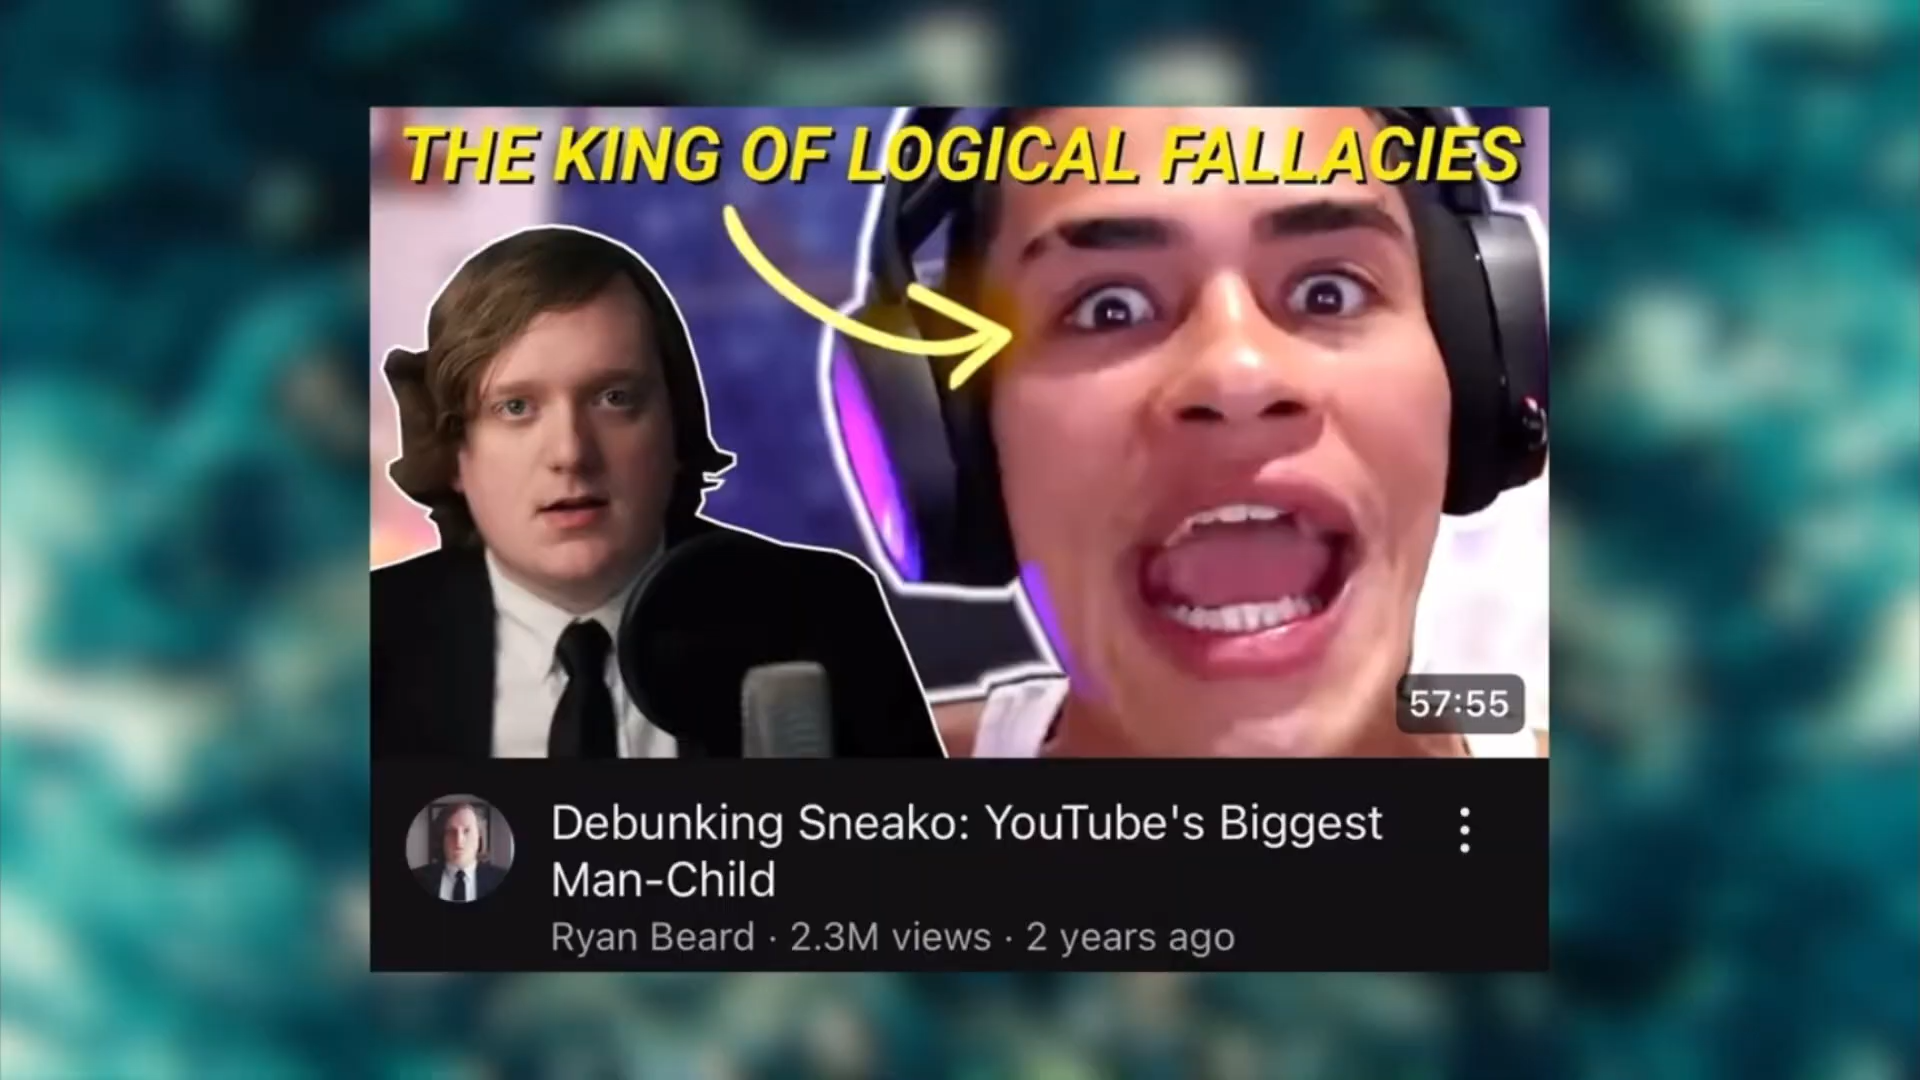 THE KING OF LOGICAL FALLACIES
57:55
Debunking Sneako: YouTube's Biggest
Man-Child
Ryan Beard · 2.3M views · 2 years ago